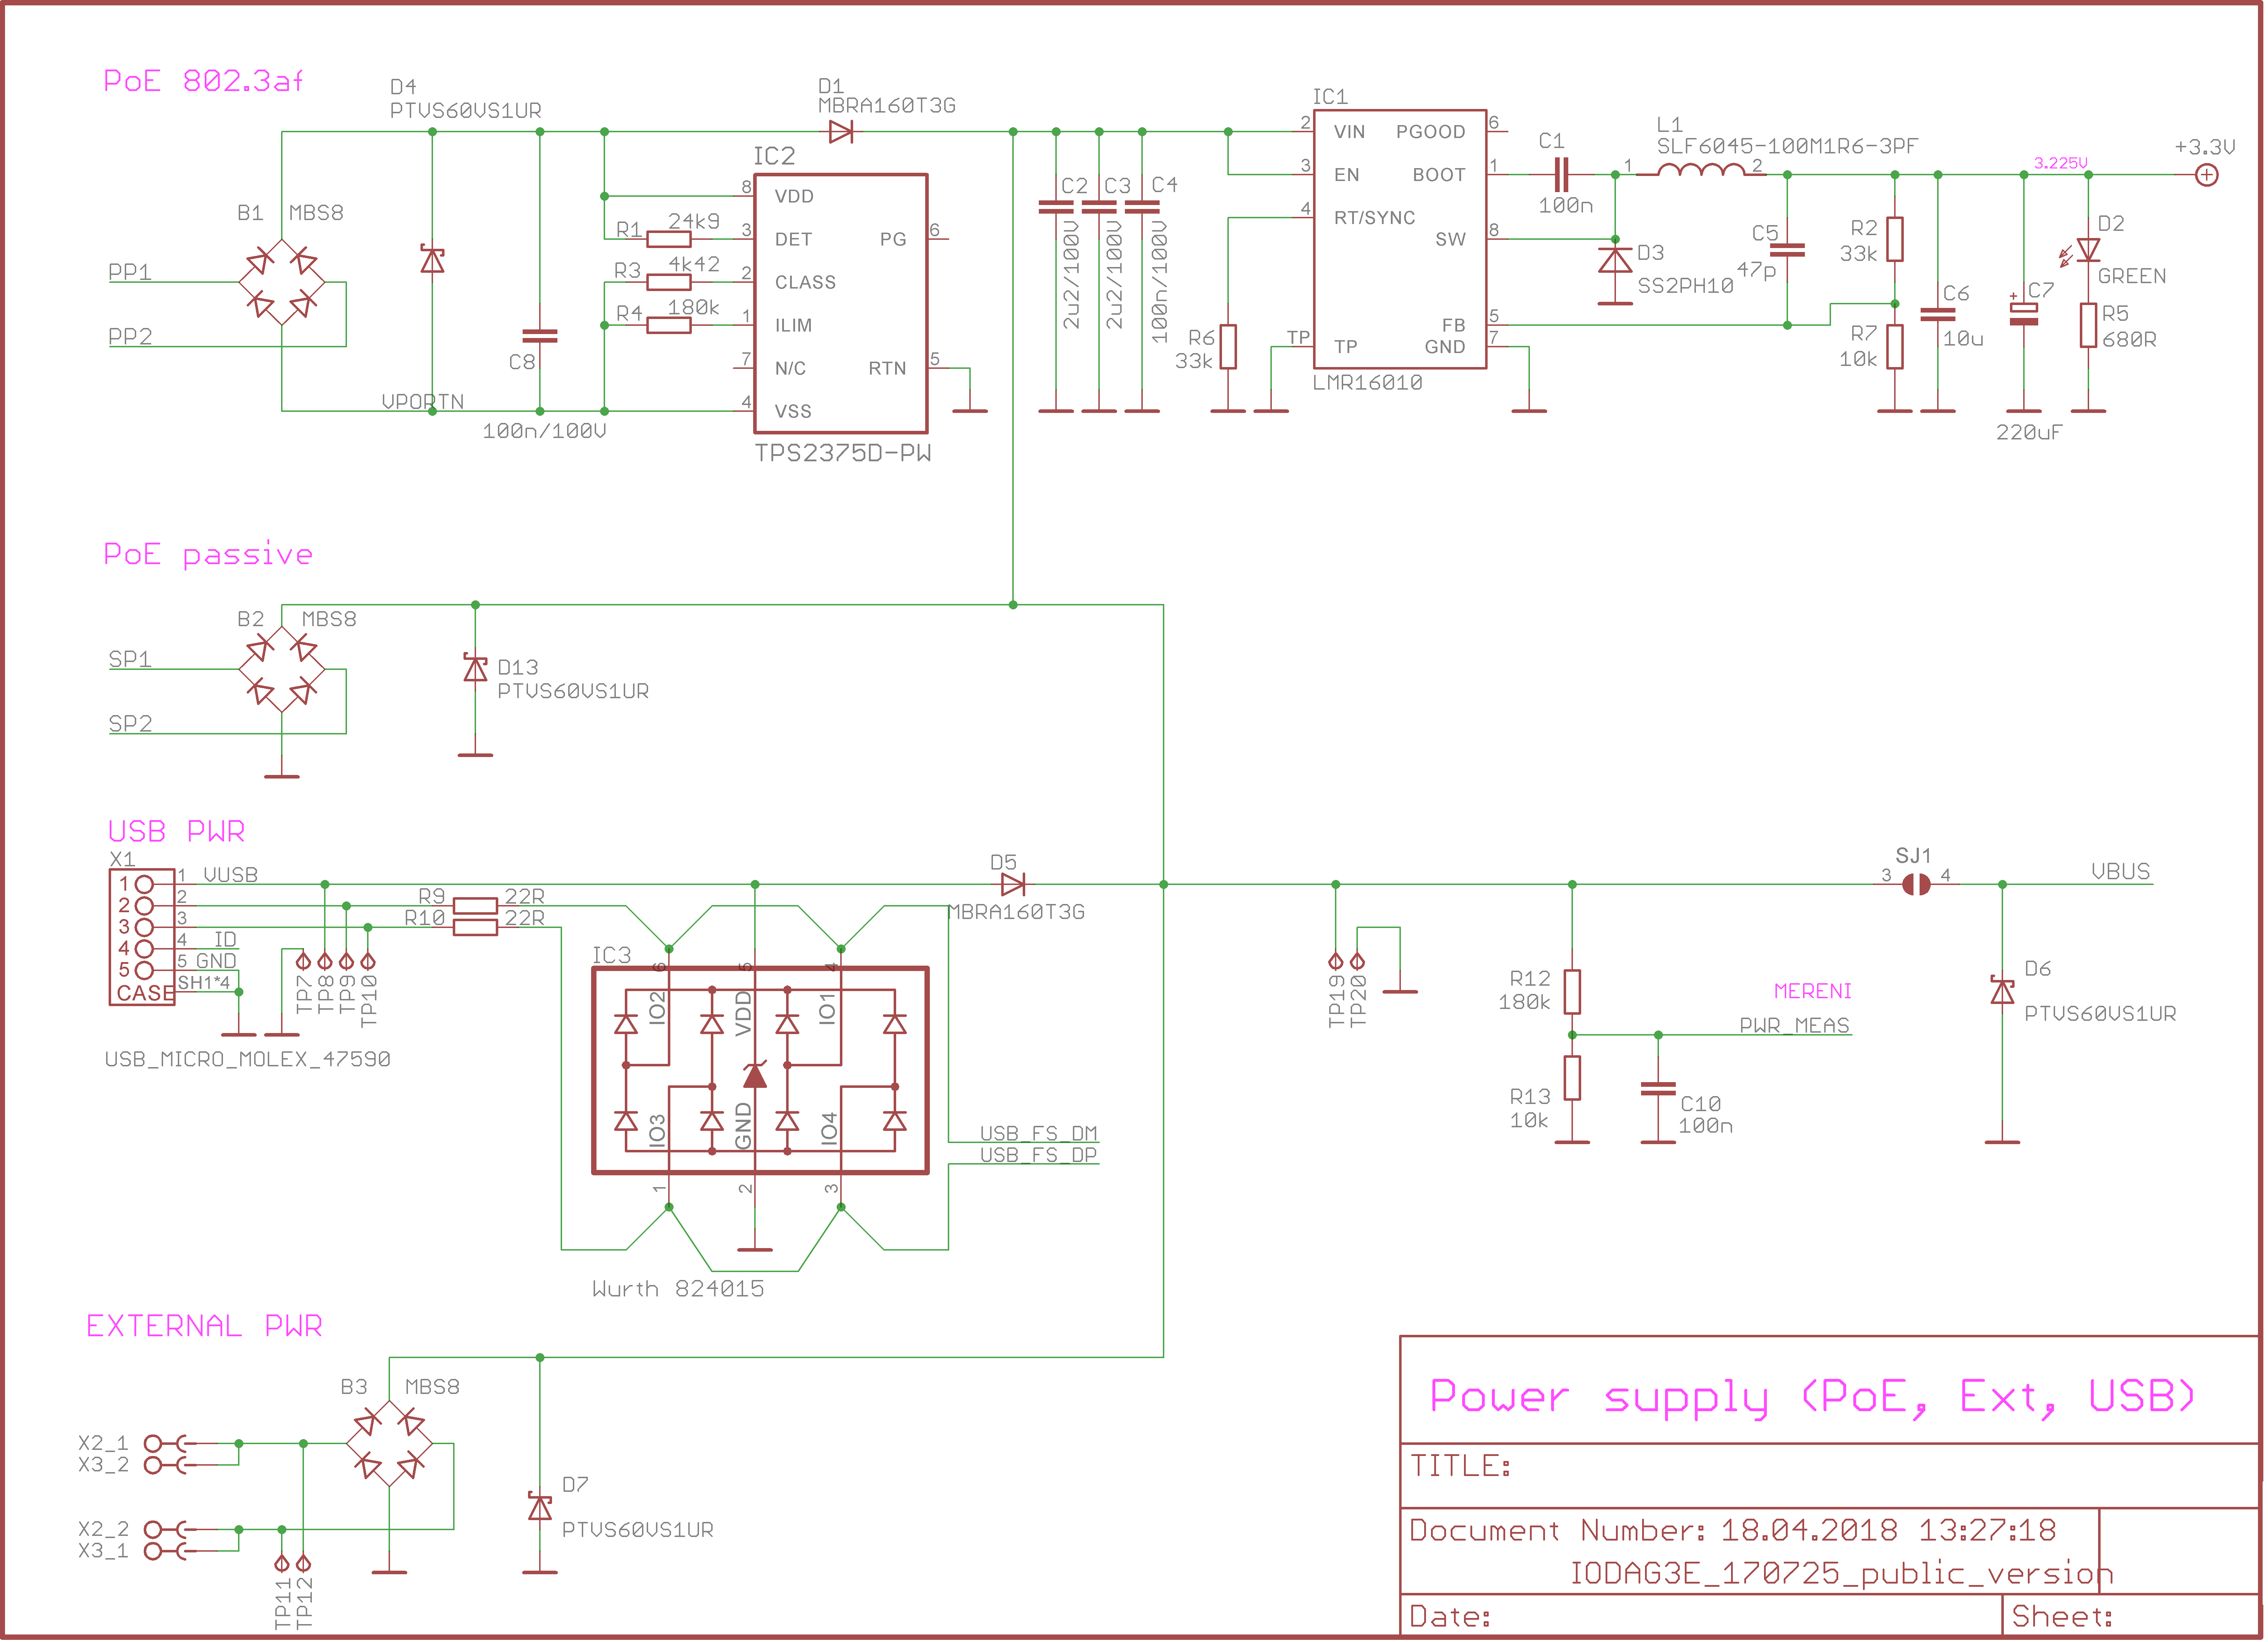 PoE 802.3af
D4
PTVS60VS1UR
D1
MBRA160T3G
B1 MBS8
PP1
PP2
VPORTN
C8
100n/100V
R1 24k9
R3 4k42
R4 180k
IC2
8 VDD
3 DET
2 CLASS
1 ILIM
7 N/C
4 VSS
PG 6
RTN 5
TPS2375D-PW
C2
2u2/100V
C3
2u2/100V
C4
100n/100V
R6
33k
IC1
2 VIN
3 EN
4 RT/SYNC
TP TP
PGOOD 6
BOOT 1
SW 8
FB 5
GND 7
LMR16010
C1
100n
L1
SLF6045-100M1R6-3PF
1 2
D3
SS2PH10
C5
47p
R2
33k
R7
10k
C6
10u
+
C7
220uF
3.225V
D2
GREEN
R5
680R
+3.3V
PoE passive
B2 MBS8
SP1
SP2
D13
PTVS60VS1UR
USB PWR
X1
1 1 VUSB
2 2
3 3
4 4 ID
5 5 GND
CASE SH1*4
USB_MICRO_MOLEX_47590
TP7
TP8
TP9
TP10
R9 22R
R10 22R
IC3
6 5 4
IO2 VDD IO1
IO3 GND IO4
1 2 3
Wurth 824015
D5
MBRA160T3G
USB_FS_DM
USB_FS_DP
TP19
TP20
R12
180k
R13
10k
MERENI
PWR_MEAS
C10
100n
SJ1
3 4
VBUS
D6
PTVS60VS1UR
EXTERNAL PWR
B3 MBS8
X2_1
X3_2
X2_2
X3_1
TP11
TP12
D7
PTVS60VS1UR
Power supply (PoE, Ext, USB)
TITLE:
Document Number: 18.04.2018 13:27:18
IODAG3E_170725_public_version
Date:
Sheet: